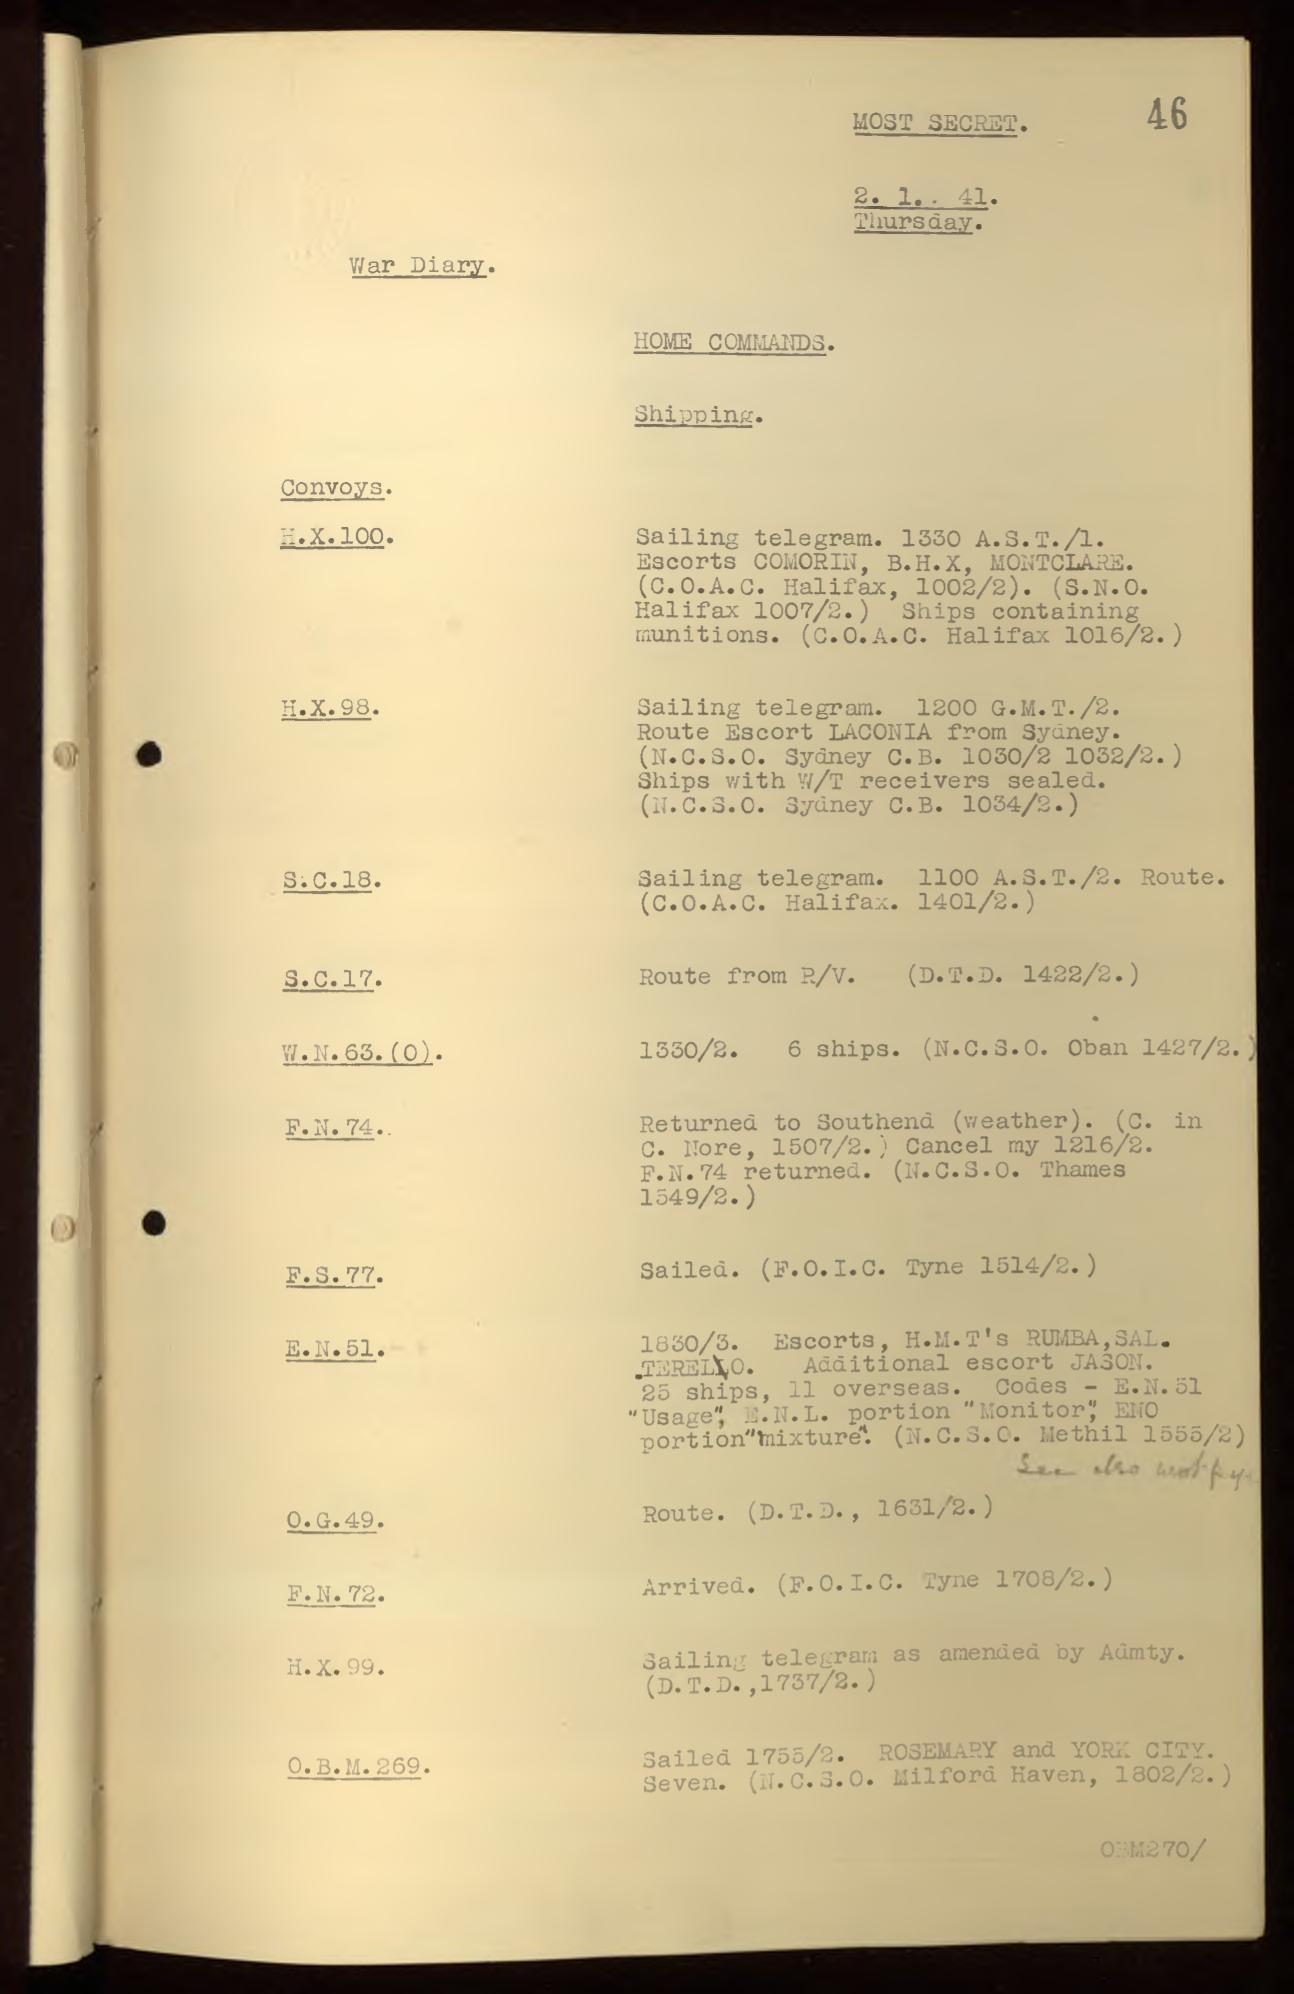 MOST SECRET.
46
2. 1. . 41.
Thursday.
War Diary.
HOME COMMANDS.
Shipping.
Convoys.
H.X.100.
Sailing telegram. 1330 A.S.T./1.
Escorts COMORIN, B.H.X, MONTCLARE.
(C.O.A.C. Halifax, 1002/2). (S.N.O.
Halifax 1007/2.) Ships containing
munitions. (C.O.A.C. Halifax 1016/2.)
H.X.98.
Sailing telegram. 1200 G.M.T./2.
Route Escort LACONIA from Sydney.
(N.C.S.O. Sydney C.B. 1030/2 1032/2.)
Ships with W/T receivers sealed.
(N.C.S.O. Sydney C.B. 1034/2.)
S.C.18.
Sailing telegram. 1100 A.S.T./2. Route.
(C.O.A.C. Halifax. 1401/2.)
S.C.17.
Route from R/V. (D.T.D. 1422/2.)
W.N.63.(O).
1330/2. 6 ships. (N.C.S.O. Oban 1427/2.)
F.N.74..
Returned to Southend (weather). (C. in
C. Nore, 1507/2.) Cancel my 1216/2.
F.N.74 returned. (N.C.S.O. Thames
1549/2.)
F.S.77.
Sailed. (F.O.I.C. Tyne 1514/2.)
E.N.51.
1830/3. Escorts, H.M.T's RUMBA,SAL.
.TERELLO. Additional escort JASON.
25 ships, 11 overseas. Codes - E.N.51
"Usage", E.N.L. portion "Monitor", ENO
portion"mixture". (N.C.S.O. Methil 1555/2)
See also
O.G.49.
Route. (D.T.D., 1631/2.)
F.N.72.
Arrived. (F.O.I.C. Tyne 1708/2.)
H.X.99.
Sailing telegram as amended by Admty.
(D.T.D.,1737/2.)
O.B.M.269.
Sailed 1755/2. ROSEMARY and YORK CITY.
Seven. (N.C.S.O. Milford Haven, 1802/2.)
OBM270/